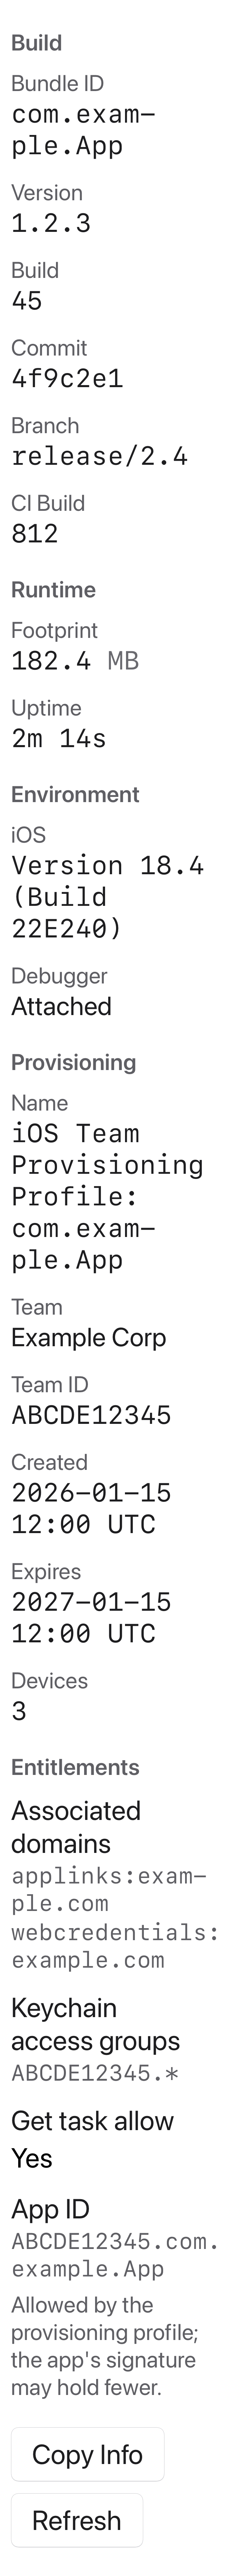 Build
Bundle ID
com.exam-
ple.App
Version
1.2.3
Build
45
Commit
4f9c2e1
Branch
release/2.4
CI Build
812
Runtime
Footprint
182.4 MB
Uptime
2m 14s
Environment
iOS
Version 18.4
(Build
22E240)
Debugger
Attached
Provisioning
Name
iOS Team
Provisioning
Profile:
com.exam-
ple.App
Team
Example Corp
Team ID
ABCDE12345
Created
2026-01-15
12:00 UTC
Expires
2027-01-15
12:00 UTC
Devices
3
Entitlements
Associated
domains
applinks:exam-
ple.com
webcredentials:
example.com
Keychain
access groups
ABCDE12345.*
Get task allow
Yes
App ID
ABCDE12345.com.
example.App
Allowed by the
provisioning profile;
the app's signature
may hold fewer.
Copy Info
Refresh